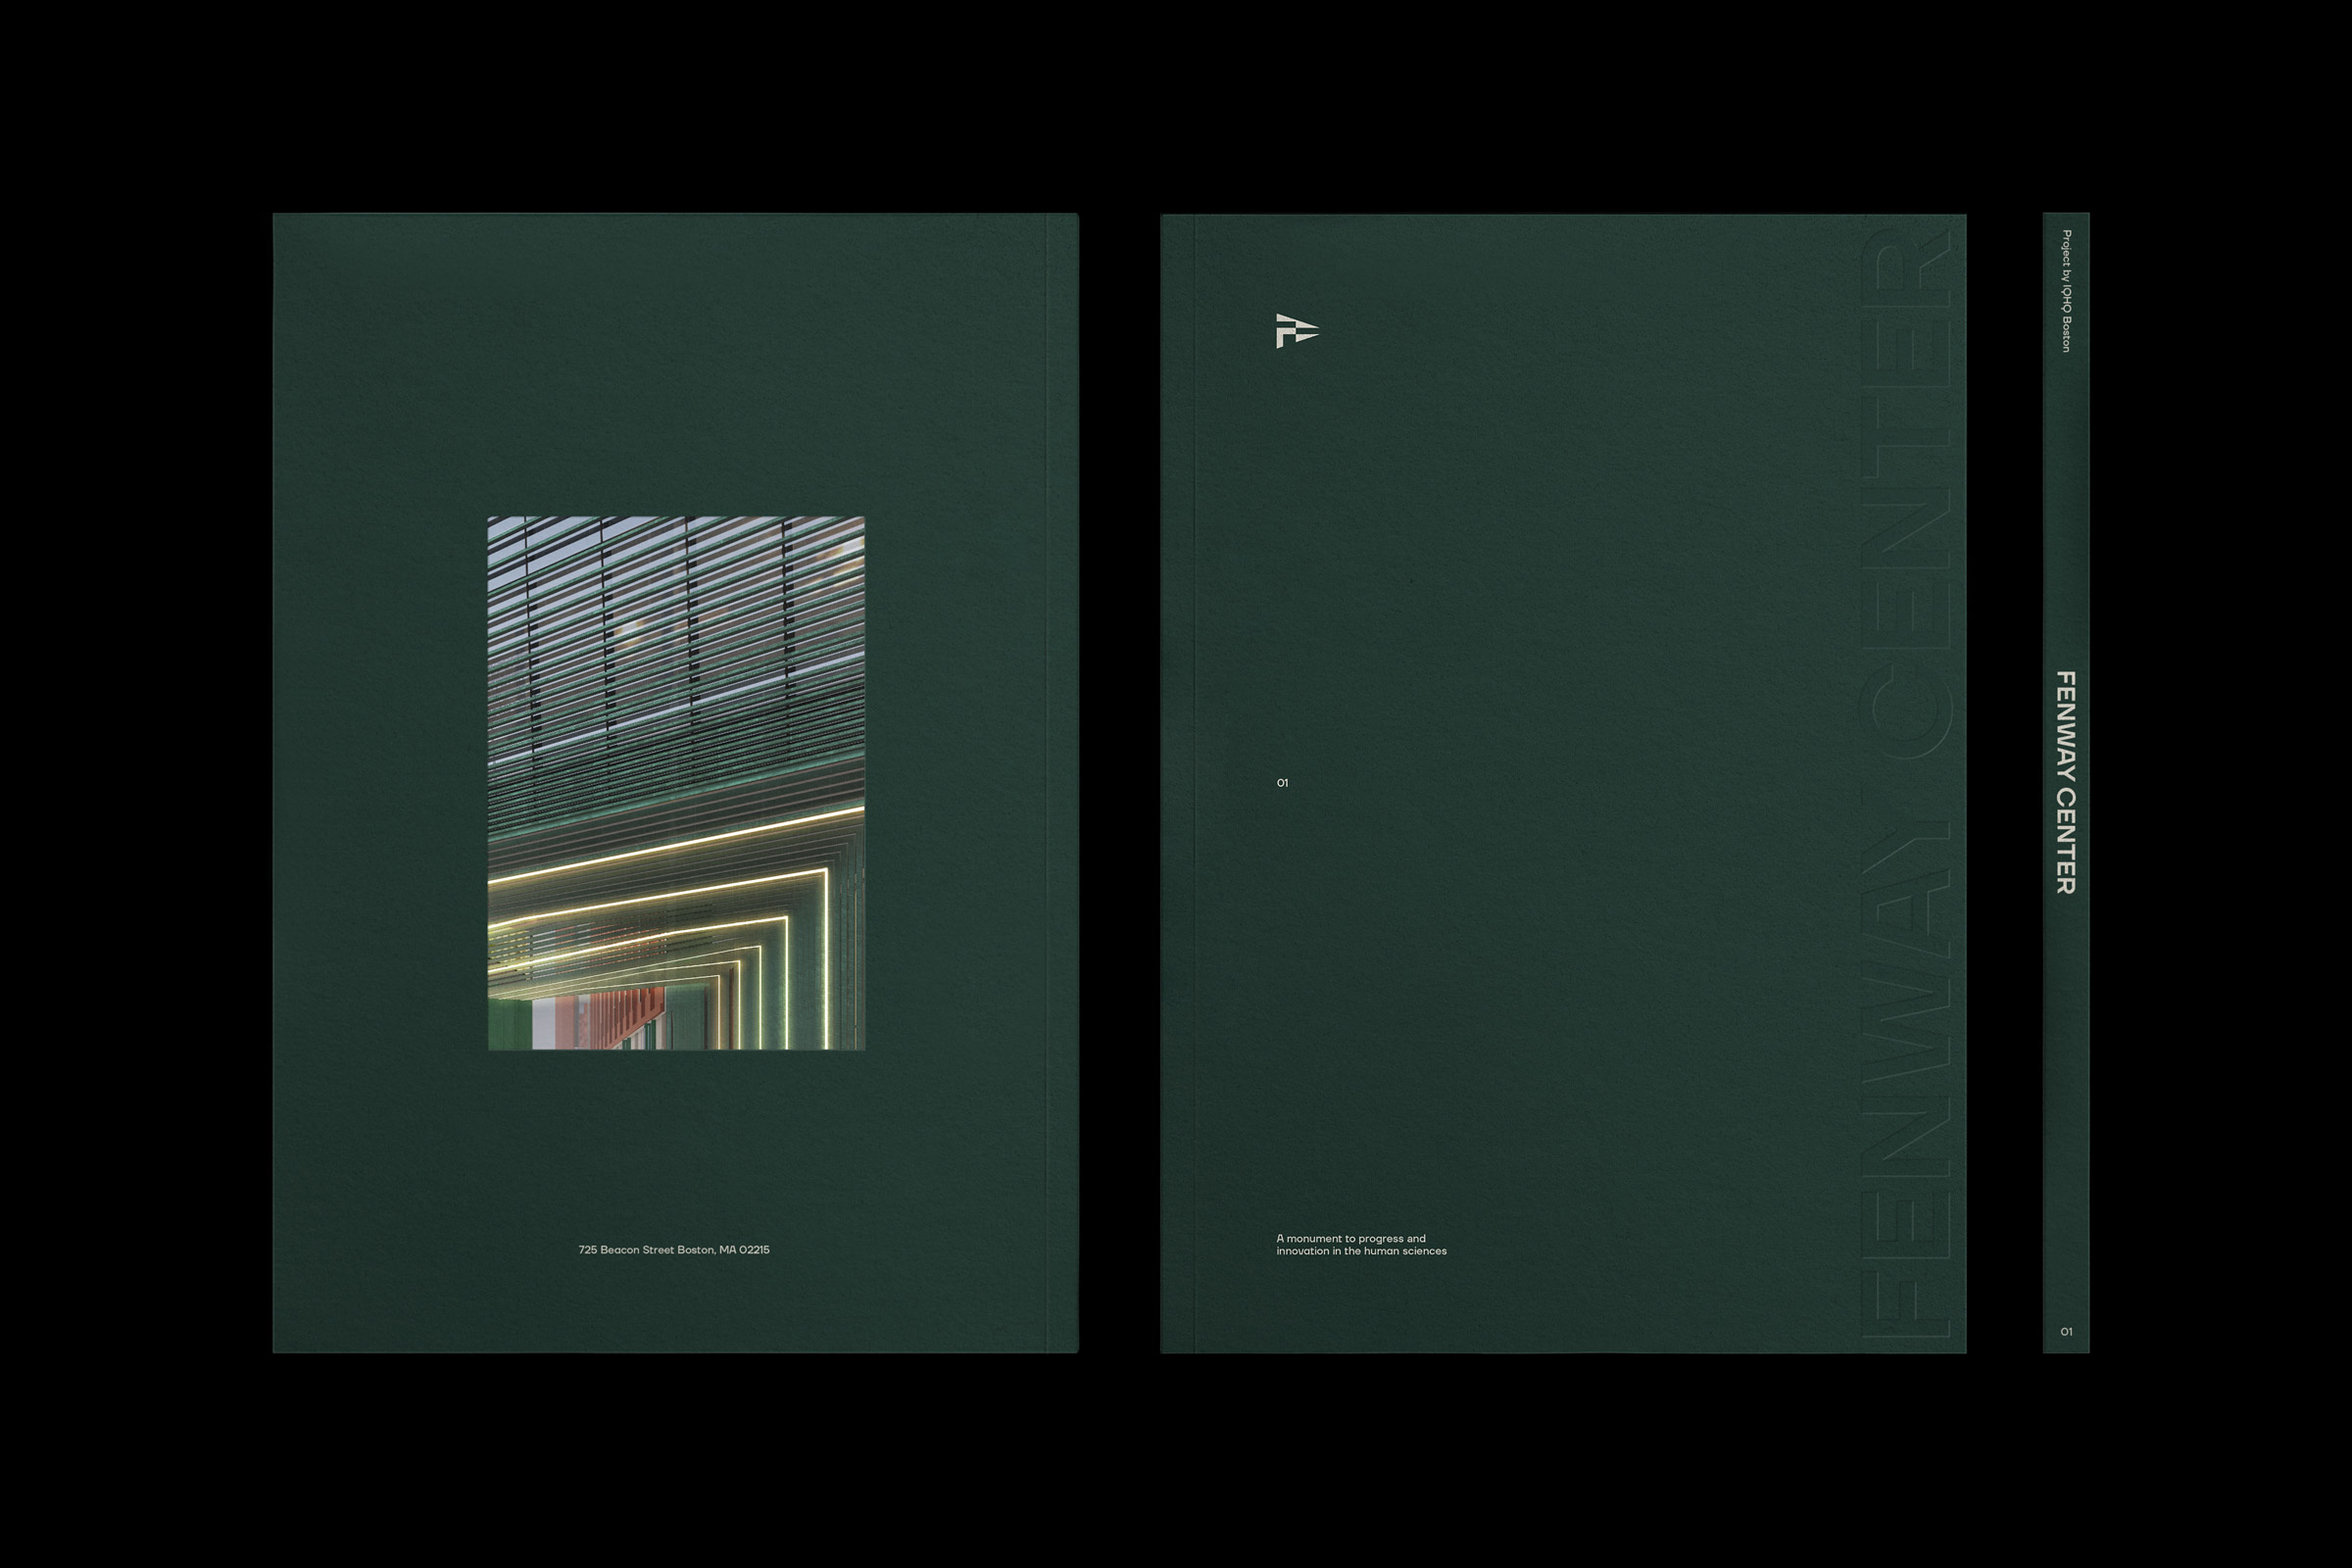 725 Beacon Street Boston, MA 02215
01
A monument to progress and
innovation in the human sciences
FENWAY CENTER
Project by IQHQ Boston
FENWAY CENTER
01